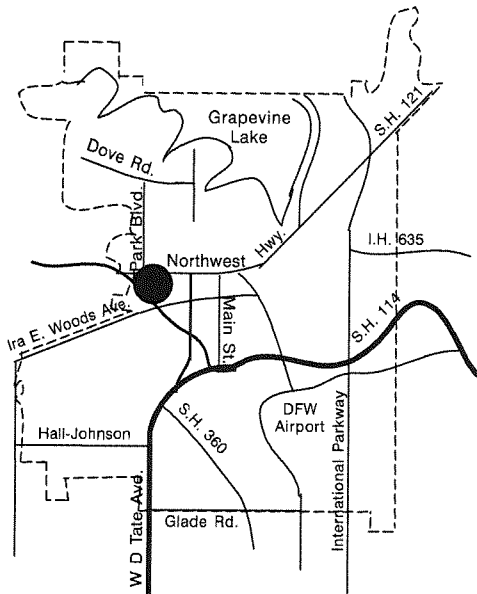 S.H. 121
Grapevine
Lake
Dove Rd.
Park Blvd.
Northwest
Hwy.
I.H. 635
Ira E. Woods Ave.
Main St.
S.H. 114
S.H. 360
DFW
Airport
Hall-Johnson
W D Tate Ave.
Glade Rd.
International Parkway